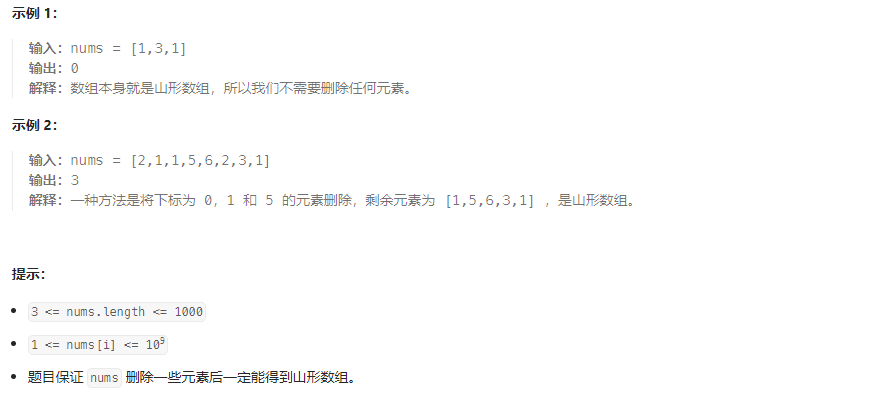 示例 1：
输入：nums = [1,3,1]
输出：0
解释：数组本身就是山形数组，所以我们不需要删除任何元素。
示例 2：
输入：nums = [2,1,1,5,6,2,3,1]
输出：3
解释：一种方法是将下标为 0，1 和 5 的元素删除，剩余元素为 [1,5,6,3,1] ，是山形数组。
提示：
• 3 <= nums.length <= 1000
• 1 <= nums[i] <= 10⁹
• 题目保证 nums 删除一些元素后一定能得到山形数组。